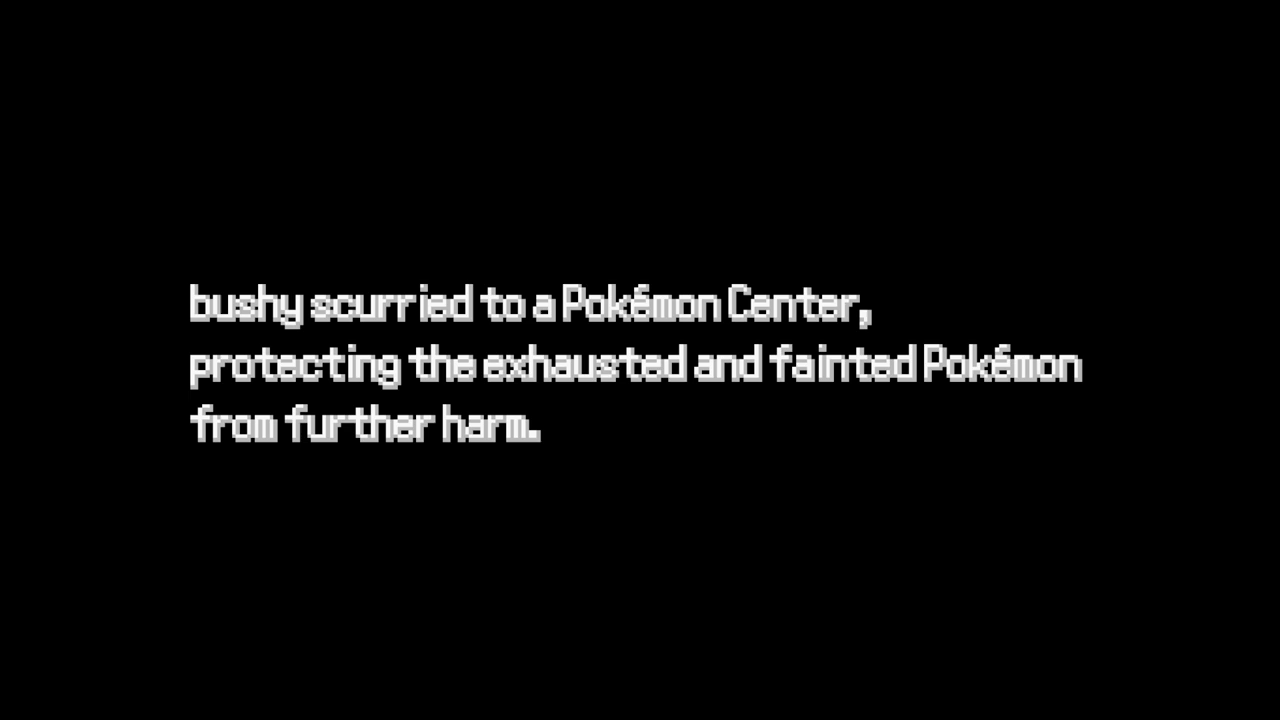 bushy scurried to a Pokémon Center,
protecting the exhausted and fainted Pokémon
from further harm.